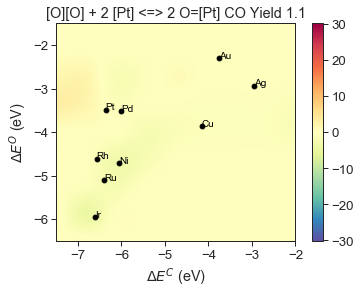 [O][O] + 2 [Pt] <=> 2 O=[Pt] CO Yield 1.1
30
20
10
0
−10
−20
−30
−2
−3
−4
−5
−6
ΔE^O (eV)
Au
Ag
Pt
Pd
Cu
Rh
Ni
Ru
Ir
−7
−6
−5
−4
−3
−2
ΔE^C (eV)